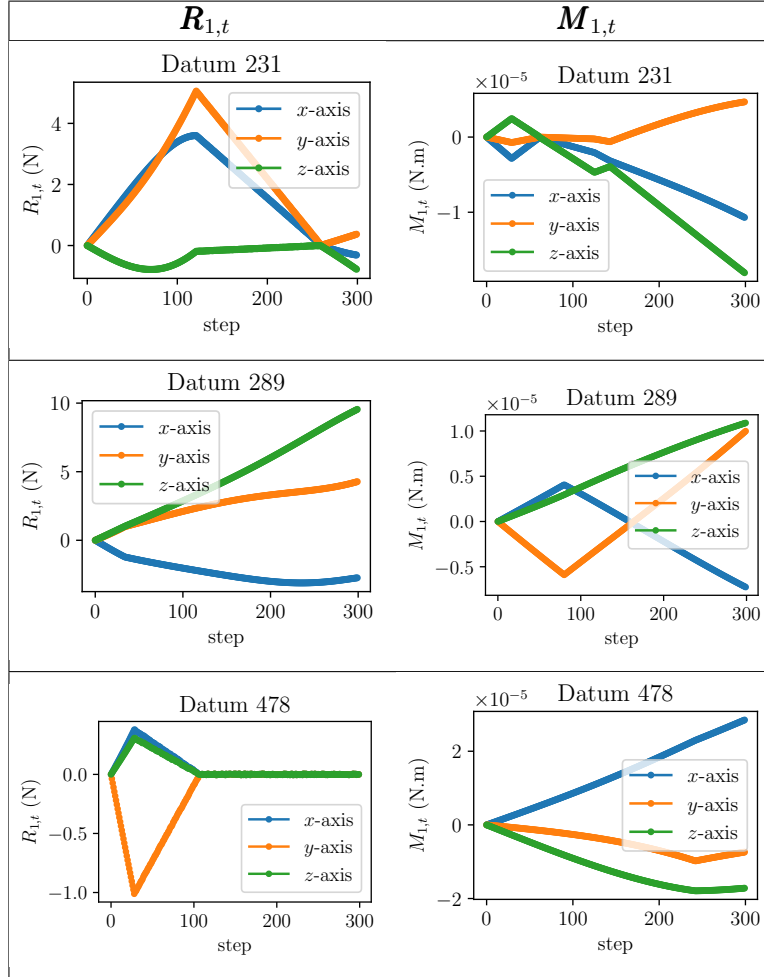 R1,t M1,t
Datum 231
R1,t (N)
4
2
0
x-axis
y-axis
z-axis
0 100 200 300
step
×10−5
Datum 231
M1,t (N.m)
0
−1
x-axis
y-axis
z-axis
0 100 200 300
step
Datum 289
R1,t (N)
10
5
0
x-axis
y-axis
z-axis
0 100 200 300
step
×10−5
Datum 289
M1,t (N.m)
1.0
0.5
0.0
−0.5
x-axis
y-axis
z-axis
0 100 200 300
step
Datum 478
R1,t (N)
0.0
−0.5
−1.0
x-axis
y-axis
z-axis
0 100 200 300
step
×10−5
Datum 478
M1,t (N.m)
2
0
−2
x-axis
y-axis
z-axis
0 100 200 300
step